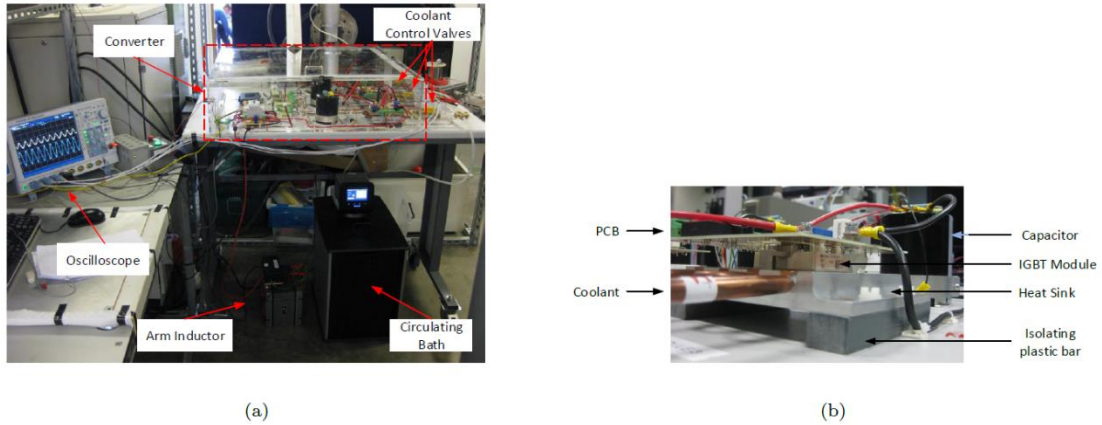 Converter
Coolant
Control Valves
Oscilloscope
Arm Inductor
Circulating
Bath
PCB
Coolant
Capacitor
IGBT Module
Heat Sink
Isolating
plastic bar
(a)
(b)